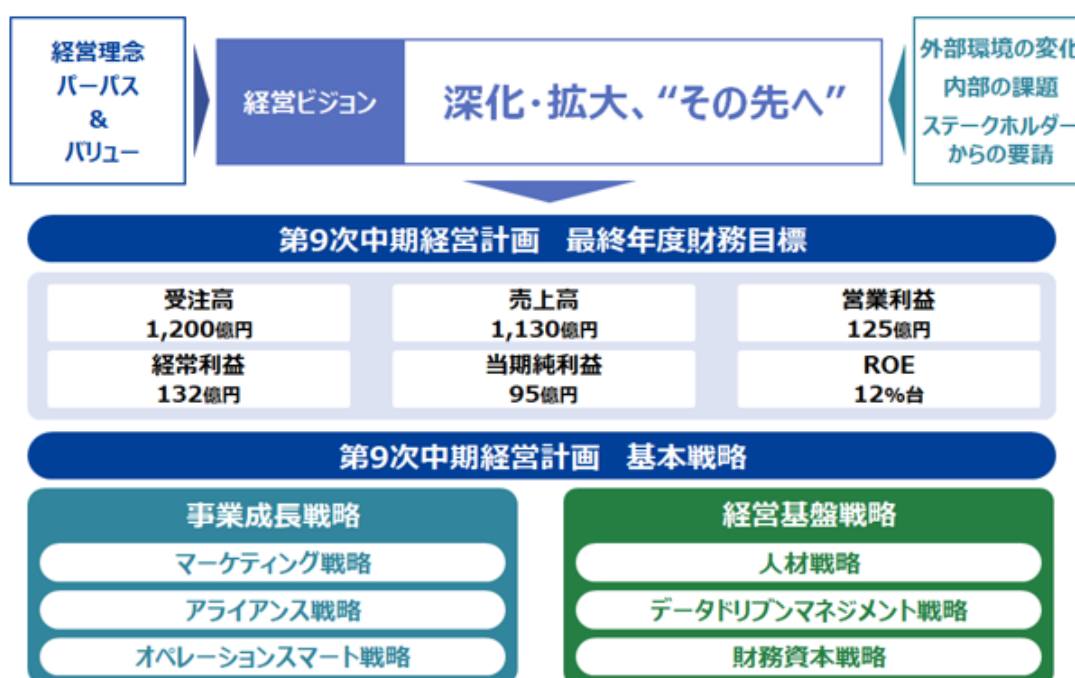 経営理念
パーパス
&
バリュー
経営ビジョン
深化・拡大、“その先へ”
外部環境の変化
内部の課題
ステークホルダー
からの要請
第9次中期経営計画 最終年度財務目標
受注高
1,200億円
売上高
1,130億円
営業利益
125億円
経常利益
132億円
当期純利益
95億円
ROE
12%台
第9次中期経営計画 基本戦略
事業成長戦略
マーケティング戦略
アライアンス戦略
オペレーションスマート戦略
経営基盤戦略
人材戦略
データドリブンマネジメント戦略
財務資本戦略